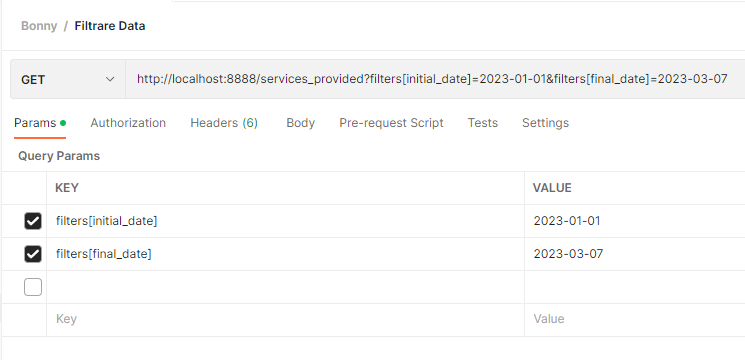 Bonny / Filtrare Data
GET http://localhost:8888/services_provided?filters[initial_date]=2023-01-01&filters[final_date]=2023-03-07
Params Authorization Headers (6) Body Pre-request Script Tests Settings
Query Params
KEY VALUE
filters[initial_date] 2023-01-01
filters[final_date] 2023-03-07
Key Value